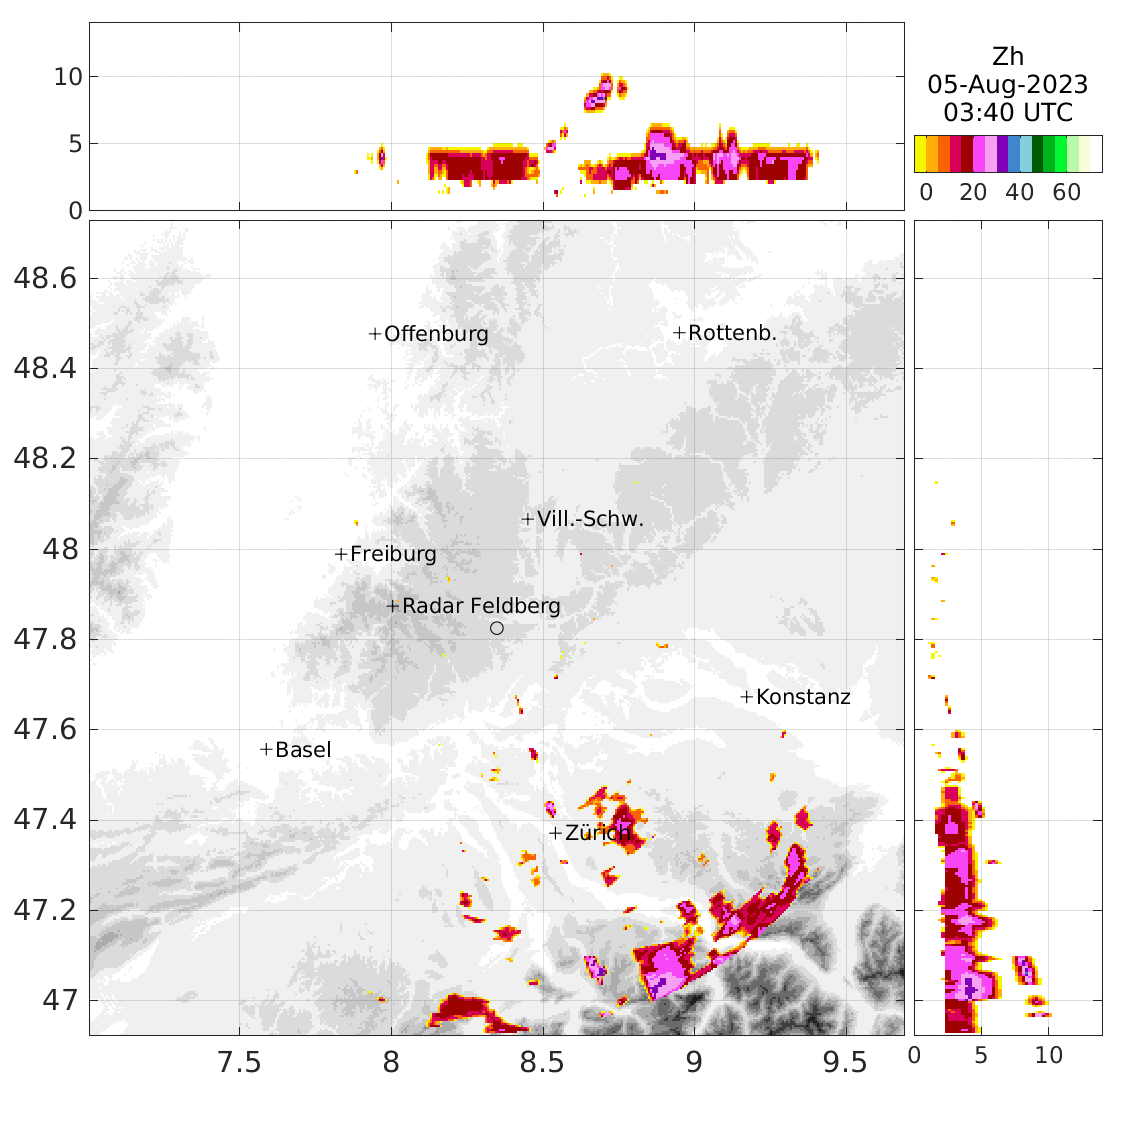 Zh
05-Aug-2023
03:40 UTC
10
5
0
0 20 40 60
48.6
48.4
48.2
48
47.8
47.6
47.4
47.2
47
Offenburg
Rottenb.
Vill.-Schw.
Freiburg
Radar Feldberg
Konstanz
Basel
Zürich
7.5 8 8.5 9 9.5
0 5 10